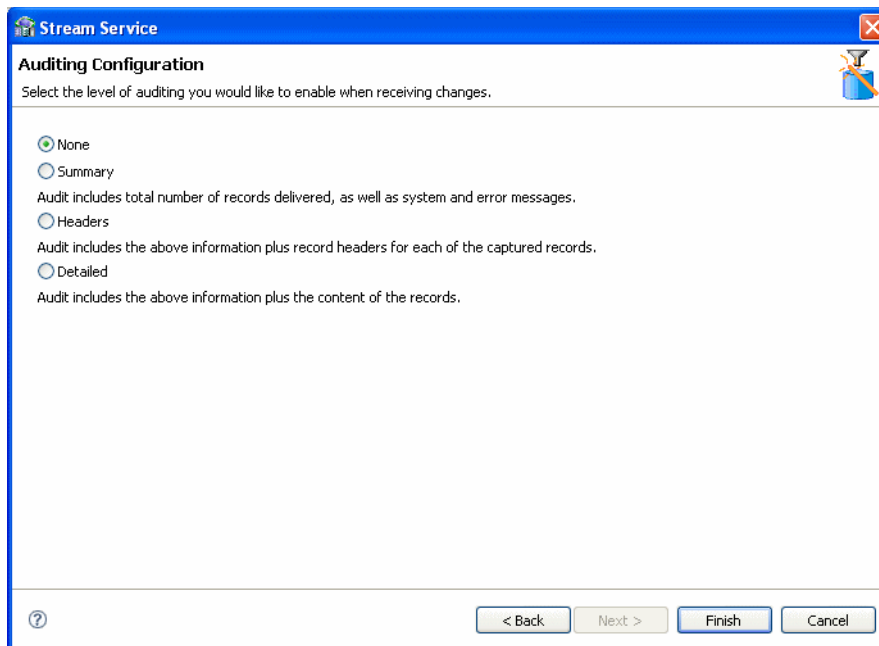 Stream Service
Auditing Configuration
Select the level of auditing you would like to enable when receiving changes.
None
Summary
Audit includes total number of records delivered, as well as system and error messages.
Headers
Audit includes the above information plus record headers for each of the captured records.
Detailed
Audit includes the above information plus the content of the records.
? < Back Next > Finish Cancel